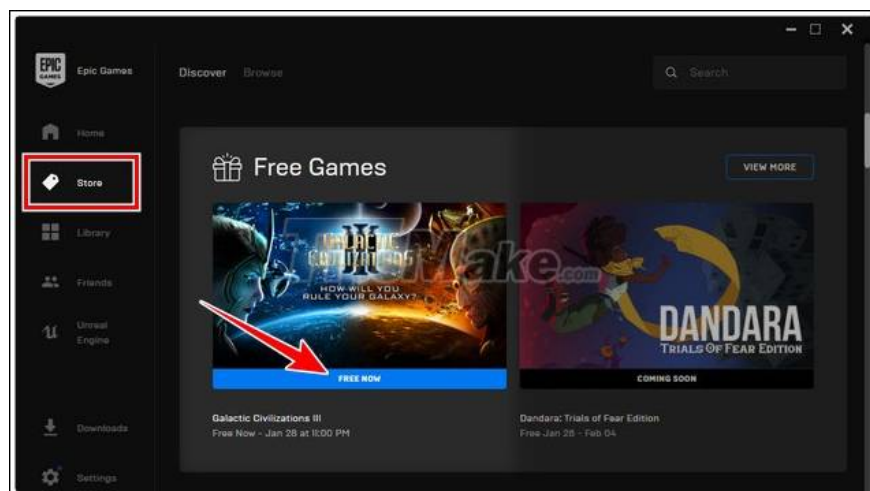 EPIC
GAMES
Epic Games
Discover Browse
Search
Home
Store
Library
Friends
Unreal
Engine
Downloads
Settings
Free Games
VIEW MORE
GALACTIC
III
CIVILIZATIONS
HOW WILL YOU
RULE YOUR GALAXY?
ake.com
DANDARA
TRIALS OF FEAR EDITION
FREE NOW
COMING SOON
Galactic Civilizations III
Free Now - Jan 28 at 11:00 PM
Dandara: Trials of Fear Edition
Free Jan 28 - Feb 04